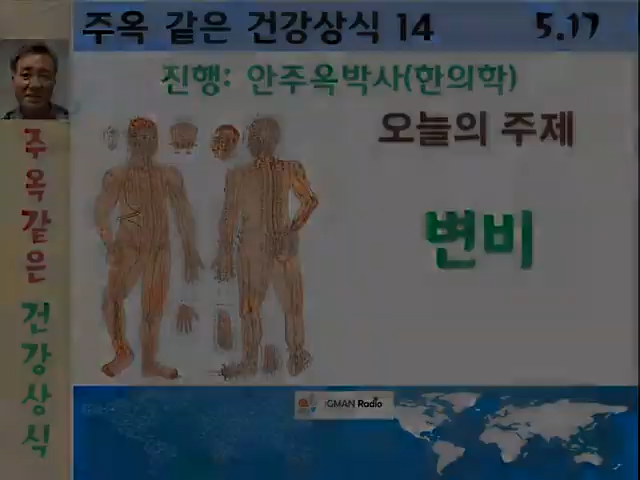 주옥 같은 건강상식 14
5.17
진행: 안주옥박사(한의학)
오늘의 주제
변비
주옥같은 건강상식
GMAN Radio